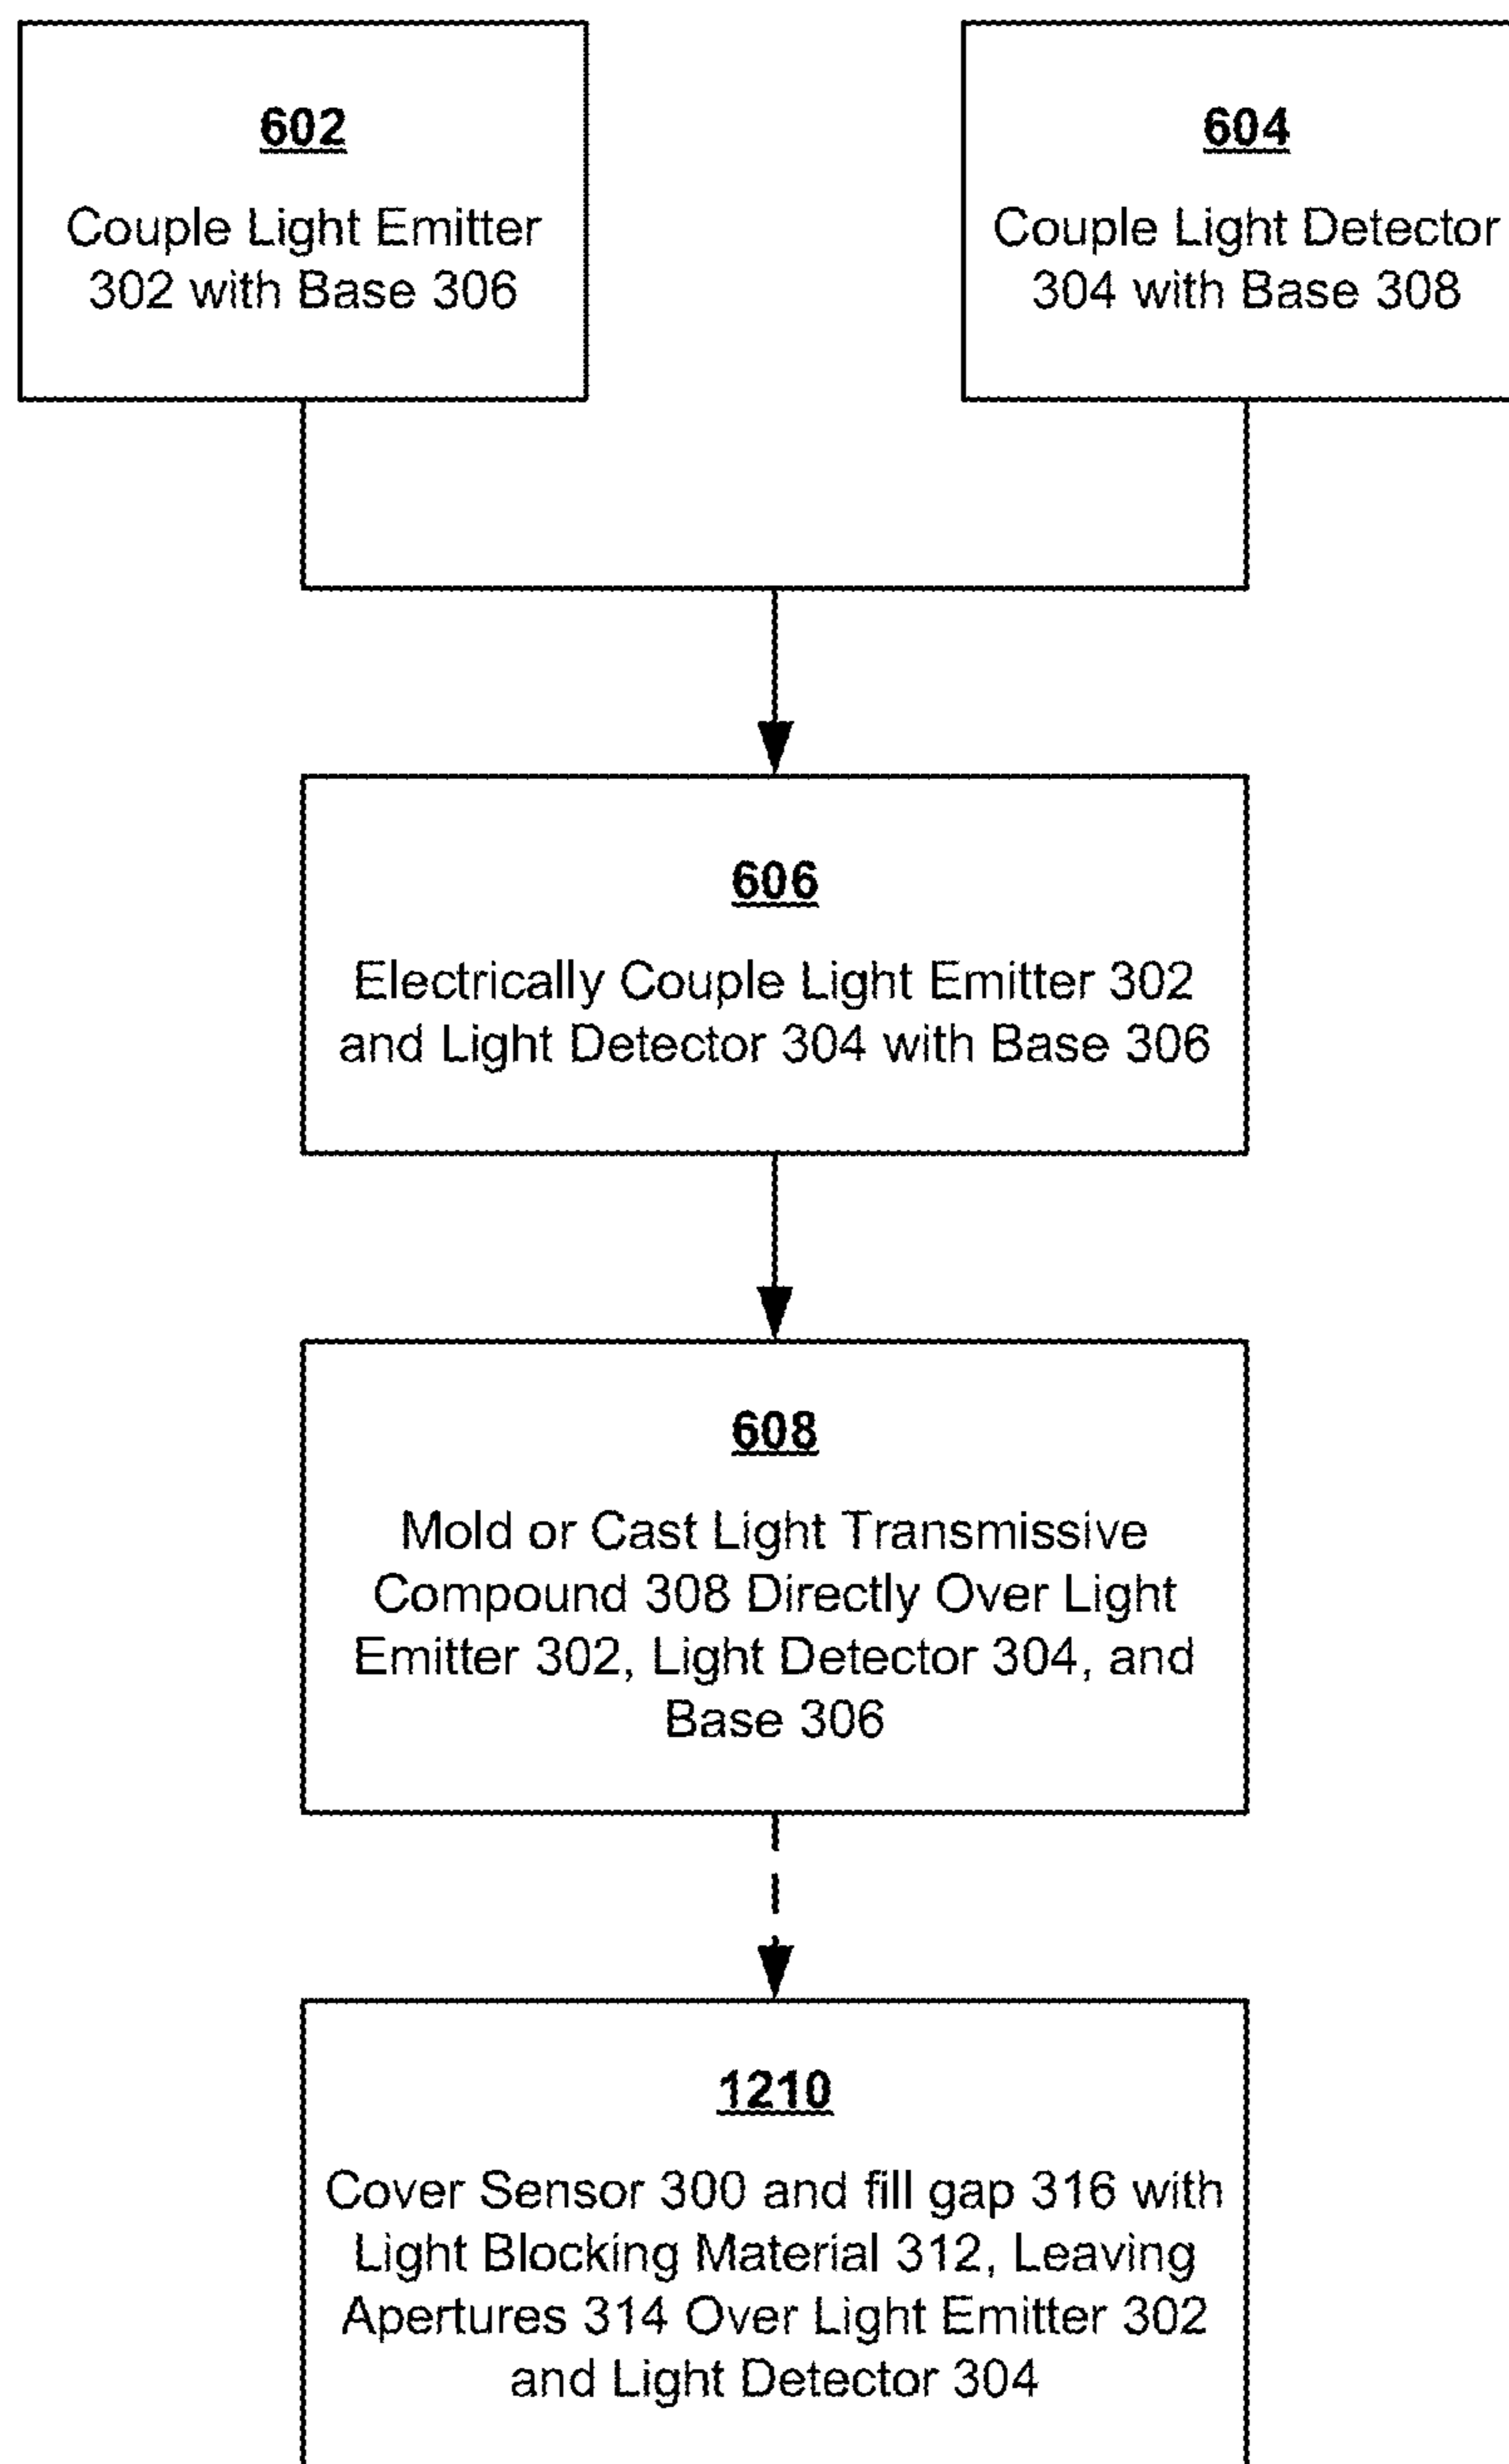 602
Couple Light Emitter
302 with Base 306
604
Couple Light Detector
304 with Base 308
606
Electrically Couple Light Emitter 302
and Light Detector 304 with Base 306
608
Mold or Cast Light Transmissive
Compound 308 Directly Over Light
Emitter 302, Light Detector 304, and
Base 306
1210
Cover Sensor 300 and fill gap 316 with
Light Blocking Material 312, Leaving
Apertures 314 Over Light Emitter 302
and Light Detector 304